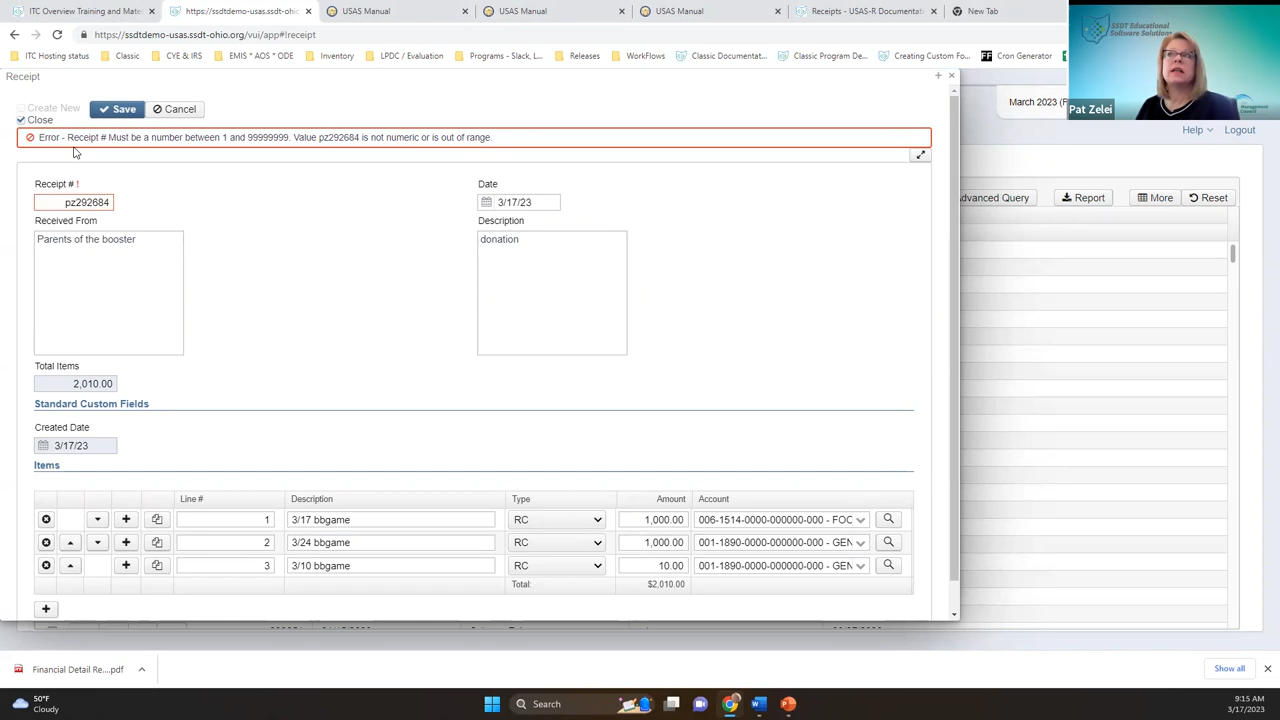 ITC Overview Training and Mate
https://ssdtdemo-usas.ssdt-ohi
USAS Manual
USAS Manual
USAS Manual
Receipts - USAS-R Documentat
New Tab
https://ssdtdemo-usas.ssdt-ohio.org/vui/app#!receipt
ITC Hosting status
Classic
CYE & IRS
EMIS * AOS * ODE
Inventory
LPDC / Evaluation
Programs - Slack, L...
Releases
WorkFlows
Classic Documentat...
Classic Program De...
Creating Custom Fo...
Cron Generator
SSDT Educational
Software Solutions
Management
Council
Pat Zelei
Receipt
March 2023 (
Help
Logout
Create New
Save
Cancel
Close
Error - Receipt # Must be a number between 1 and 99999999. Value pz292684 is not numeric or is out of range.
Receipt # !
Date
pz292684
3/17/23
dvanced Query
Report
More
Reset
Received From
Description
Parents of the booster
donation
Total Items
2,010.00
Standard Custom Fields
Created Date
3/17/23
Items
Line #
Description
Type
Amount
Account
1
3/17 bbgame
RC
1,000.00
006-1514-0000-000000-000 - FOC
2
3/24 bbgame
RC
1,000.00
001-1890-0000-000000-000 - GEN
3
3/10 bbgame
RC
10.00
001-1890-0000-000000-000 - GEN
Total:
$2,010.00
Financial Detail Re....pdf
Show all
50°F
Cloudy
Search
9:15 AM
3/17/2023